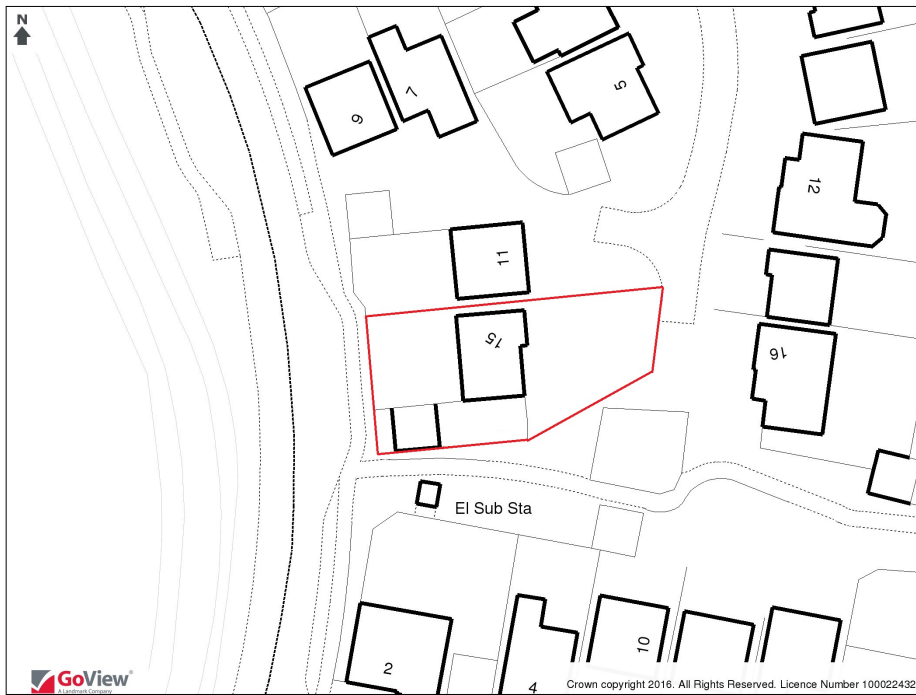 N
7
9
5
12
11
15
16
El Sub Sta
2
4
10
GoView®
A Landmark Company
Crown copyright 2016. All Rights Reserved. Licence Number 100022432